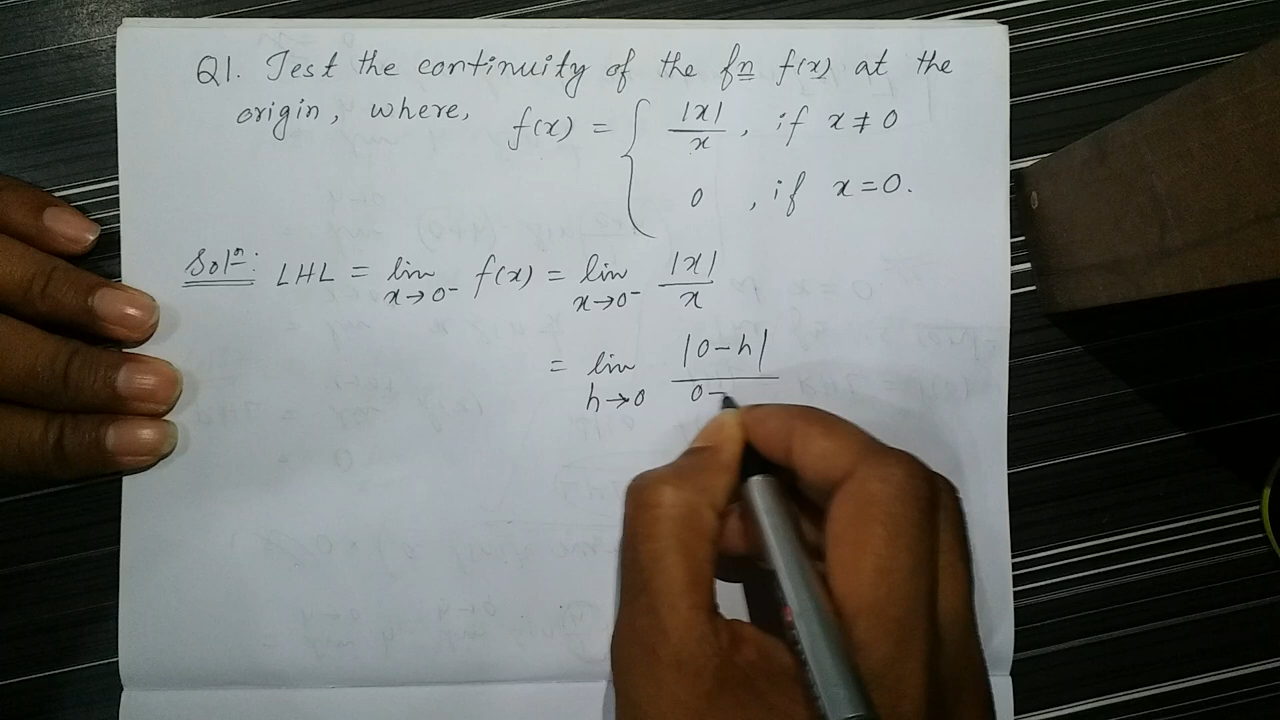 Q1. Test the continuity of the fn f(x) at the
origin, where, f(x) = { |x|/x , if x ≠ 0
0 , if x = 0.
Solⁿ: LHL = lim x→0⁻ f(x) = lim x→0⁻ |x|/x
= lim h→0 |0-h|/0-